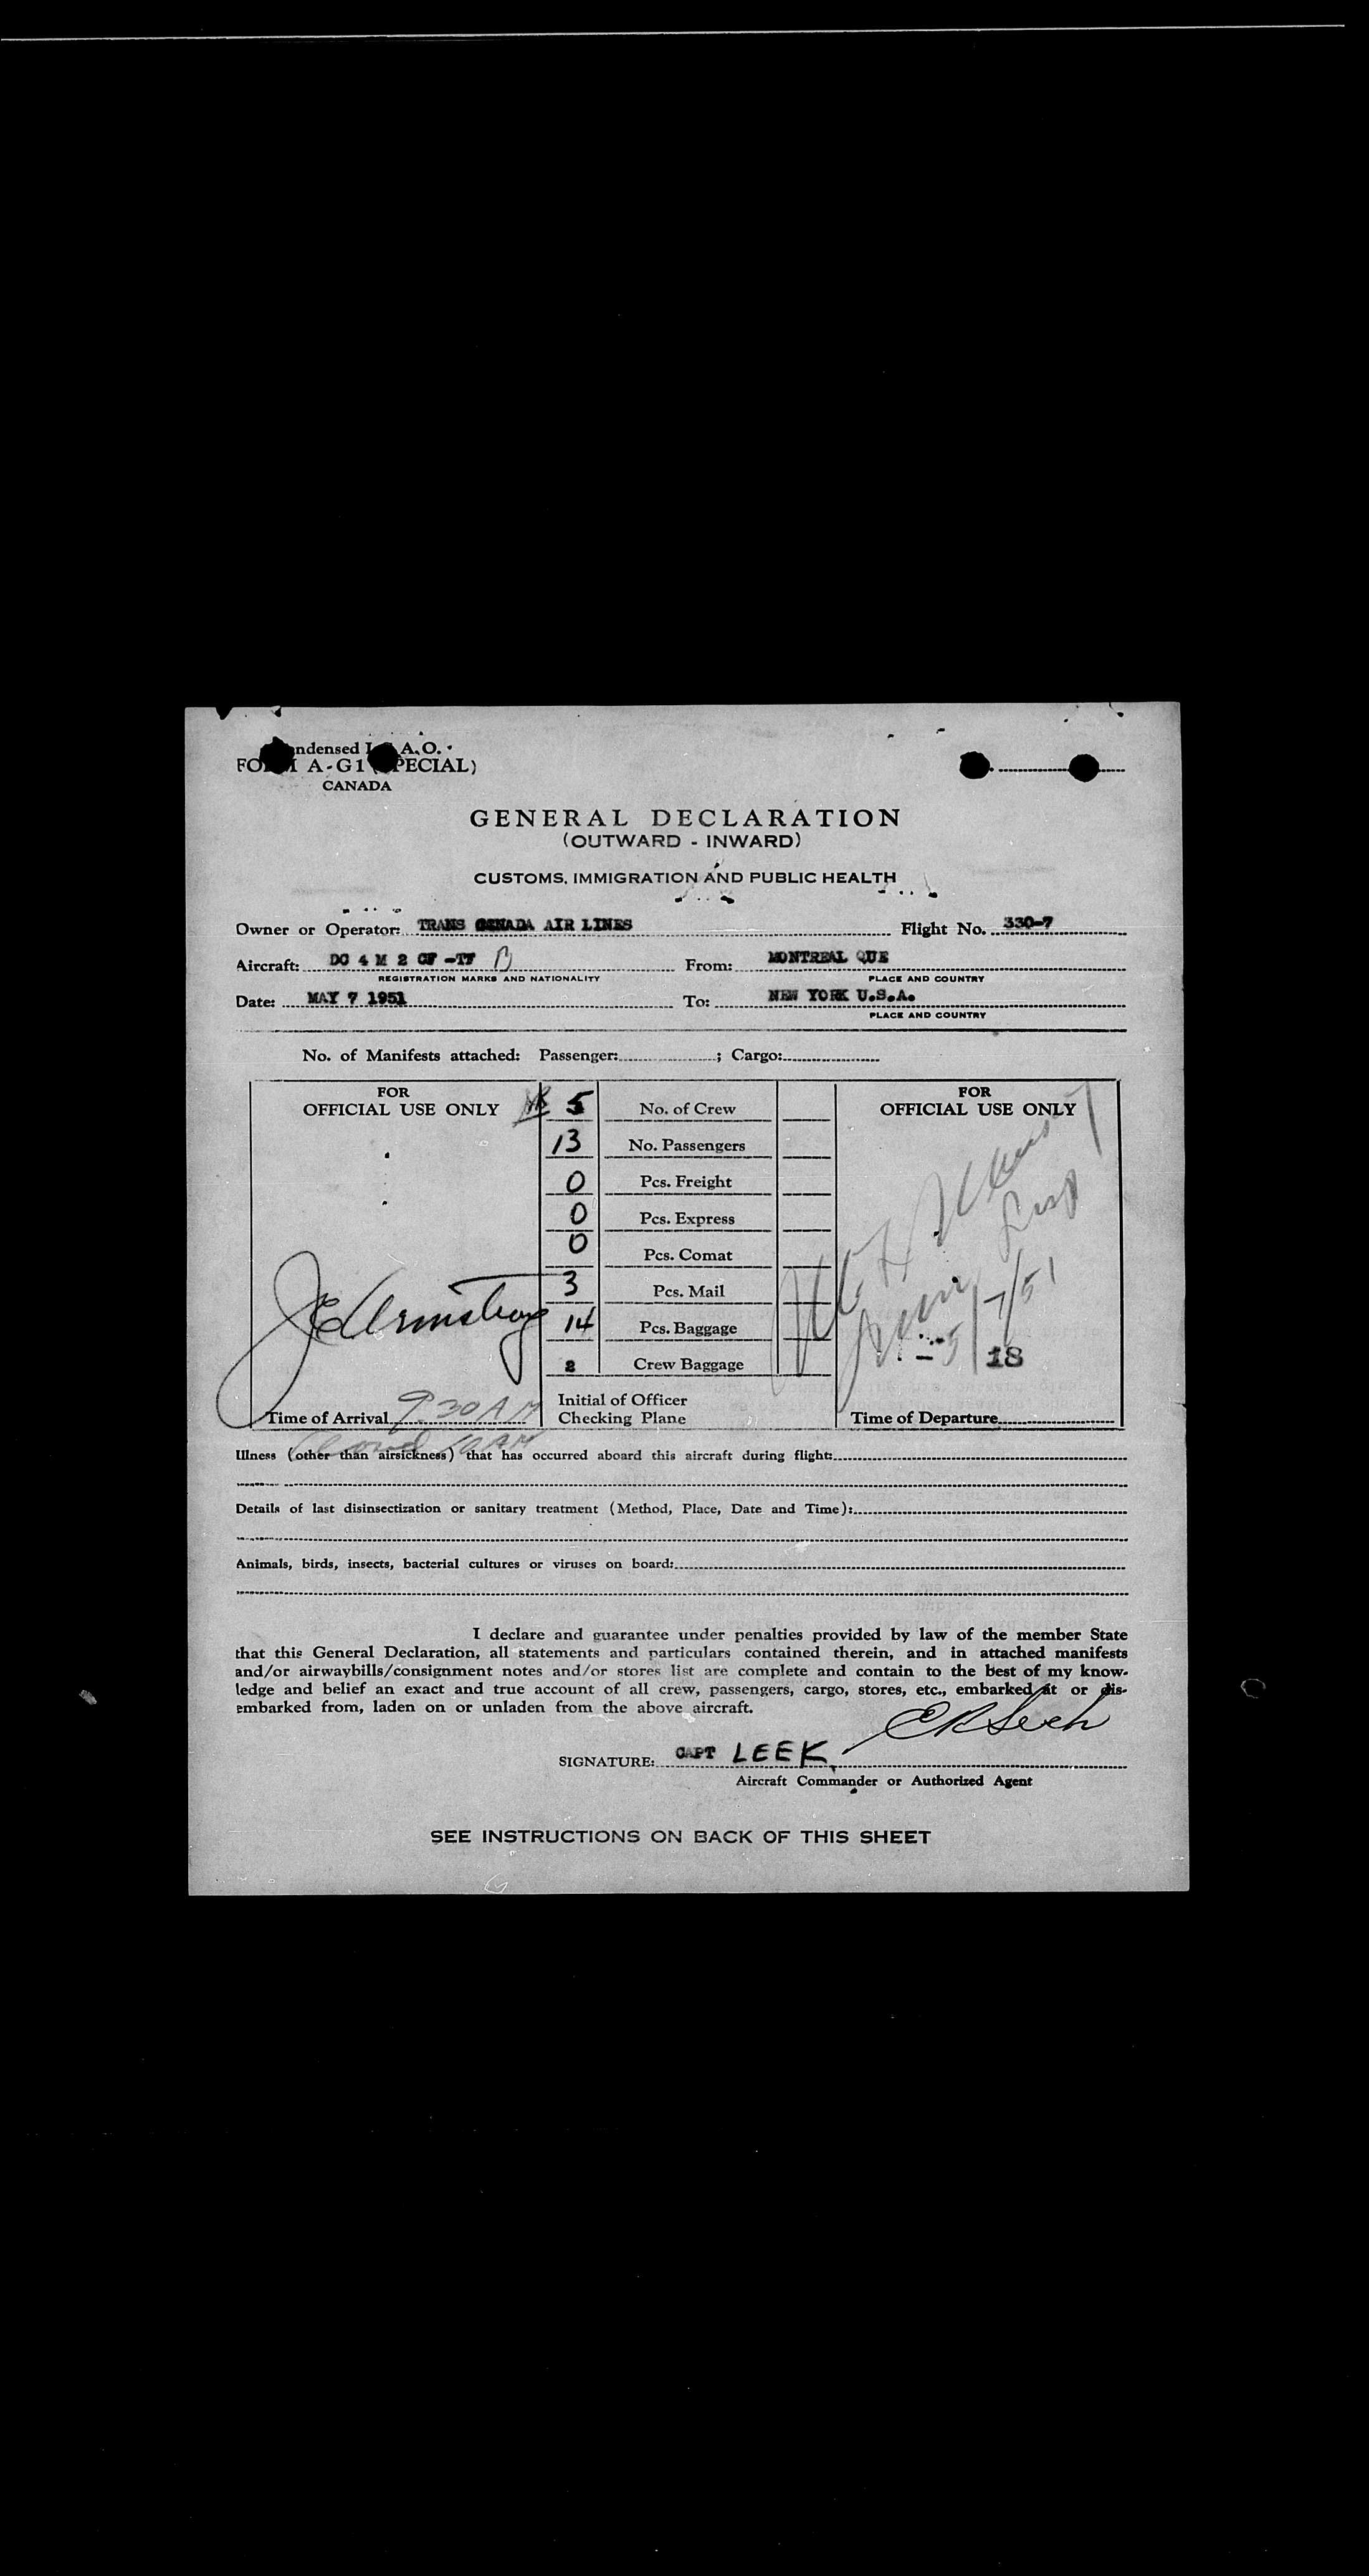 ndensed I A.O.
FO M A-G1 (SPECIAL)
CANADA
GENERAL DECLARATION
(OUTWARD - INWARD)
CUSTOMS, IMMIGRATION AND PUBLIC HEALTH
Owner or Operator: TRANS CANADA AIR LINES Flight No. 330-7
Aircraft: DC 4 M 2 CF -TF B From: MONTREAL QUE
REGISTRATION MARKS AND NATIONALITY PLACE AND COUNTRY
Date: MAY 7 1951 To: NEW YORK U.S.A.
PLACE AND COUNTRY
No. of Manifests attached: Passenger: ; Cargo:
FOR OFFICIAL USE ONLY
5 No. of Crew
13 No. Passengers
0 Pcs. Freight
0 Pcs. Express
0 Pcs. Comat
3 Pcs. Mail
14 Pcs. Baggage
2 Crew Baggage
Initial of Officer
Checking Plane
JE Armstrong
Time of Arrival 9 30 AM
10 AM
FOR OFFICIAL USE ONLY
Insp
5/7/51
18
Time of Departure
Illness (other than airsickness) that has occurred aboard this aircraft during flight:
Details of last disinsectization or sanitary treatment (Method, Place, Date and Time):
Animals, birds, insects, bacterial cultures or viruses on board:
I declare and guarantee under penalties provided by law of the member State
that this General Declaration, all statements and particulars contained therein, and in attached manifests
and/or airwaybills/consignment notes and/or stores list are complete and contain to the best of my know-
ledge and belief an exact and true account of all crew, passengers, cargo, stores, etc., embarked at or dis-
embarked from, laden on or unladen from the above aircraft.
SIGNATURE: CAPT LEEK
Aircraft Commander or Authorized Agent
SEE INSTRUCTIONS ON BACK OF THIS SHEET